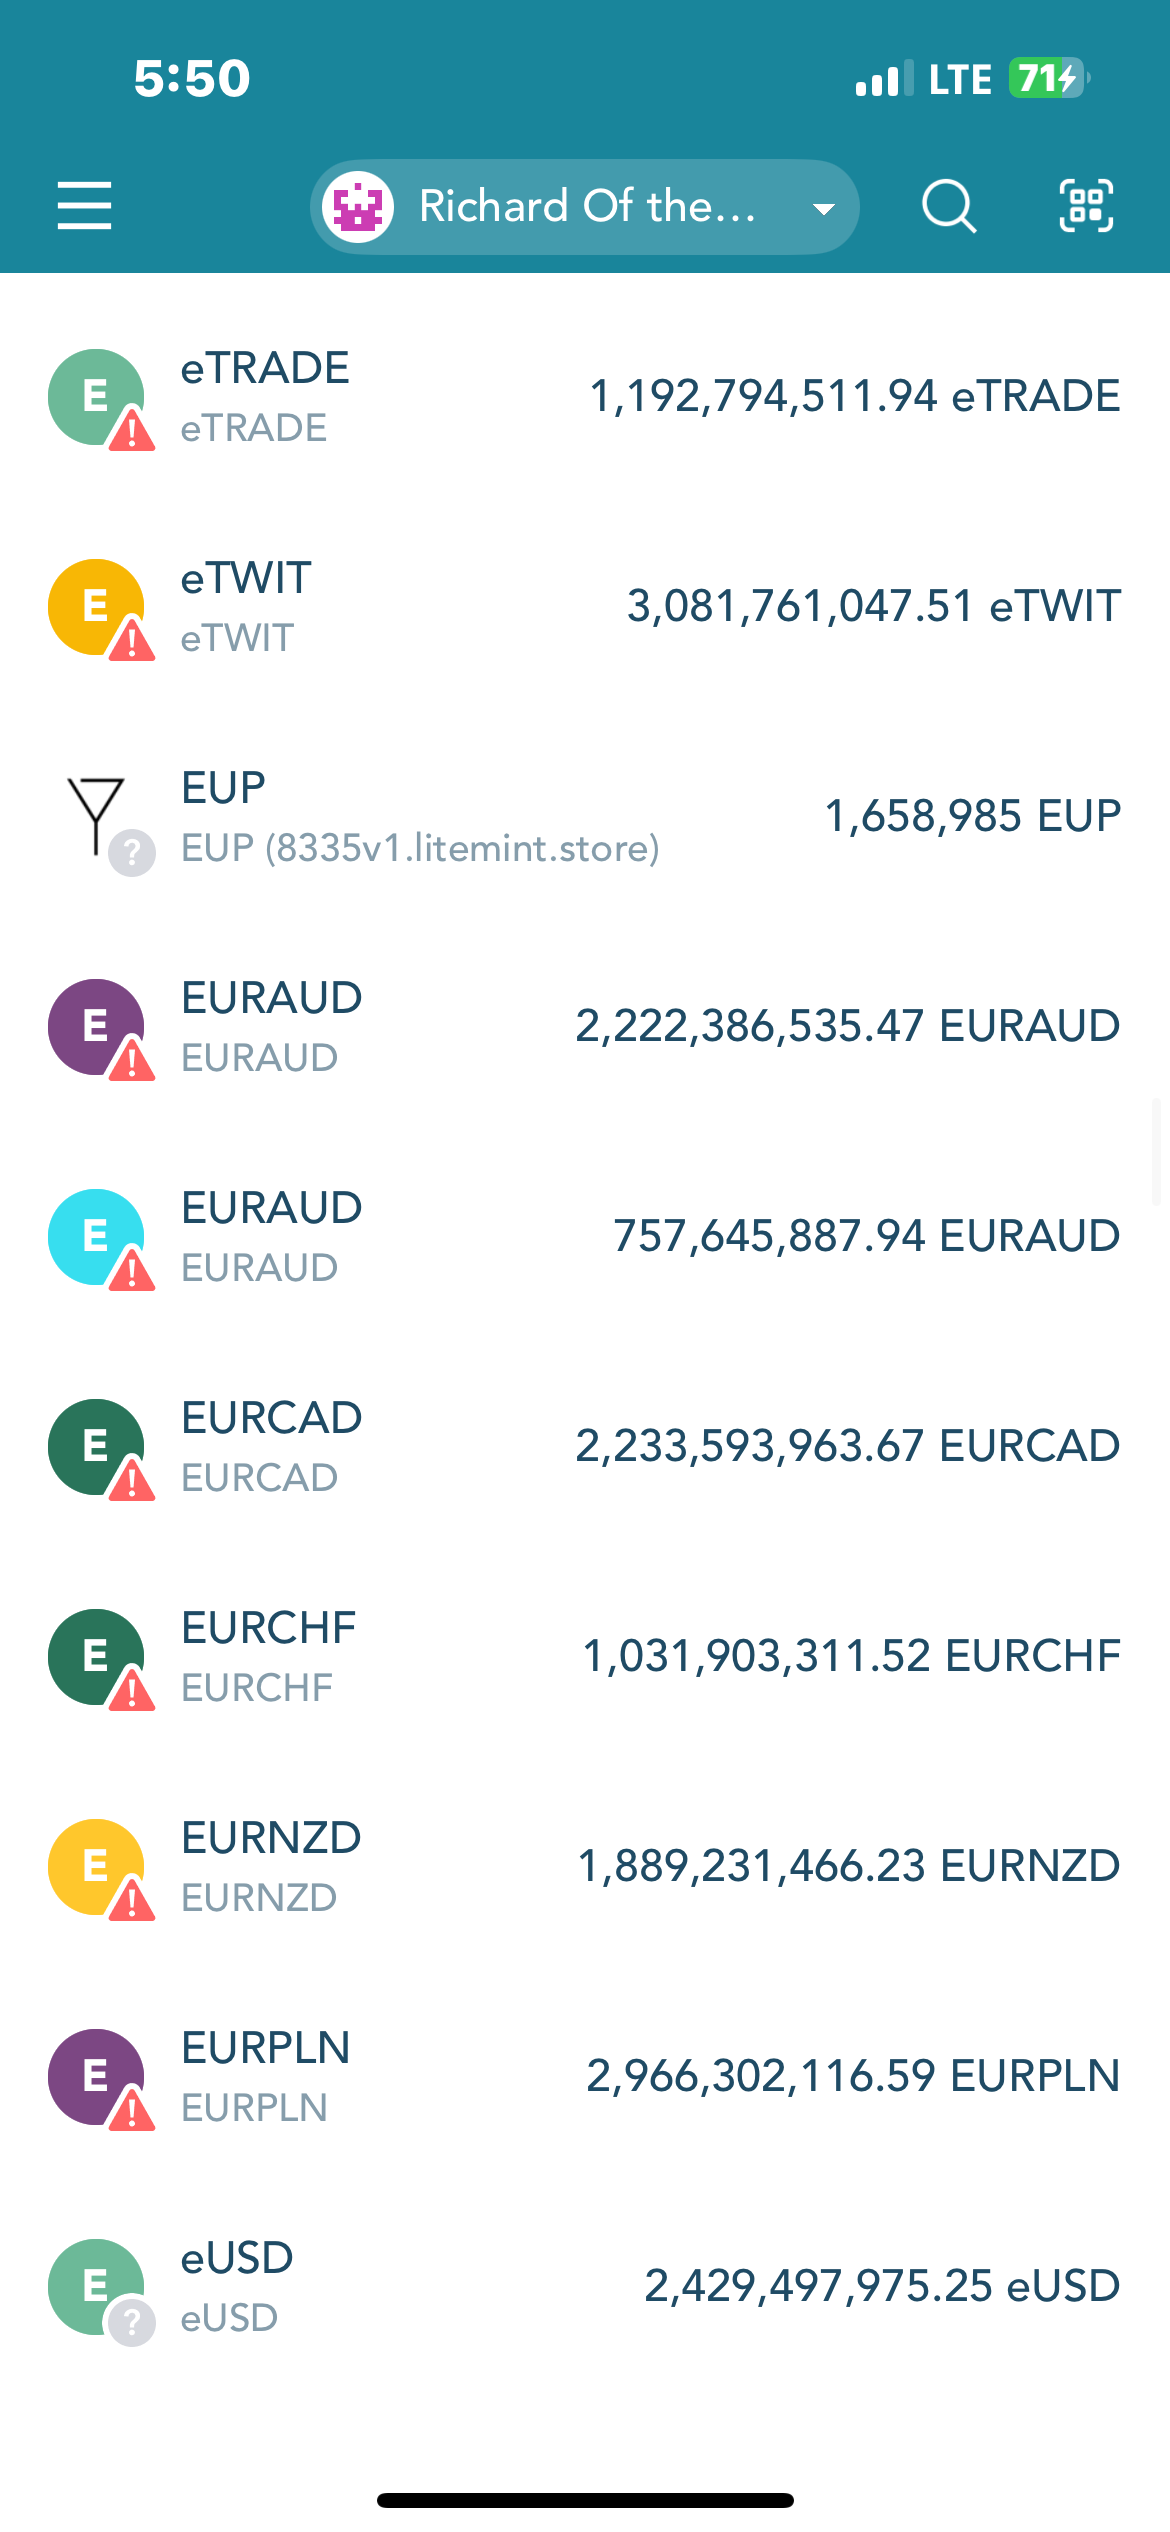 5:50 LTE 71
Richard Of the...
E eTRADE
eTRADE
1,192,794,511.94 eTRADE
E eTWIT
eTWIT
3,081,761,047.51 eTWIT
EUP
EUP (8335v1.litemint.store)
1,658,985 EUP
?
E EURAUD
EURAUD
2,222,386,535.47 EURAUD
E EURAUD
EURAUD
757,645,887.94 EURAUD
E EURCAD
EURCAD
2,233,593,963.67 EURCAD
E EURCHF
EURCHF
1,031,903,311.52 EURCHF
E EURNZD
EURNZD
1,889,231,466.23 EURNZD
E EURPLN
EURPLN
2,966,302,116.59 EURPLN
E eUSD
eUSD
2,429,497,975.25 eUSD
?